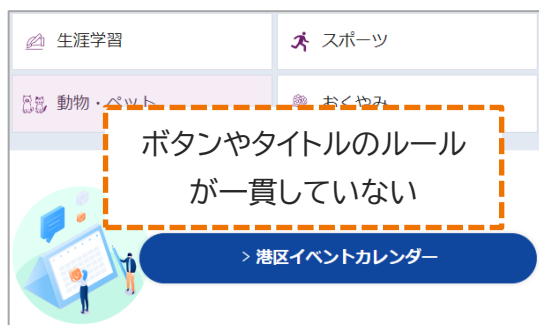 生涯学習
スポーツ
動物・ペット
おくやみ
ボタンやタイトルのルール
が一貫していない
> 港区イベントカレンダー